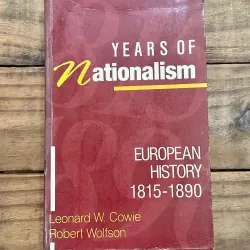 YEARS OF
Nationalism
EUROPEAN
HISTORY
1815-1890
Leonard W. Cowie
Robert Wolfson